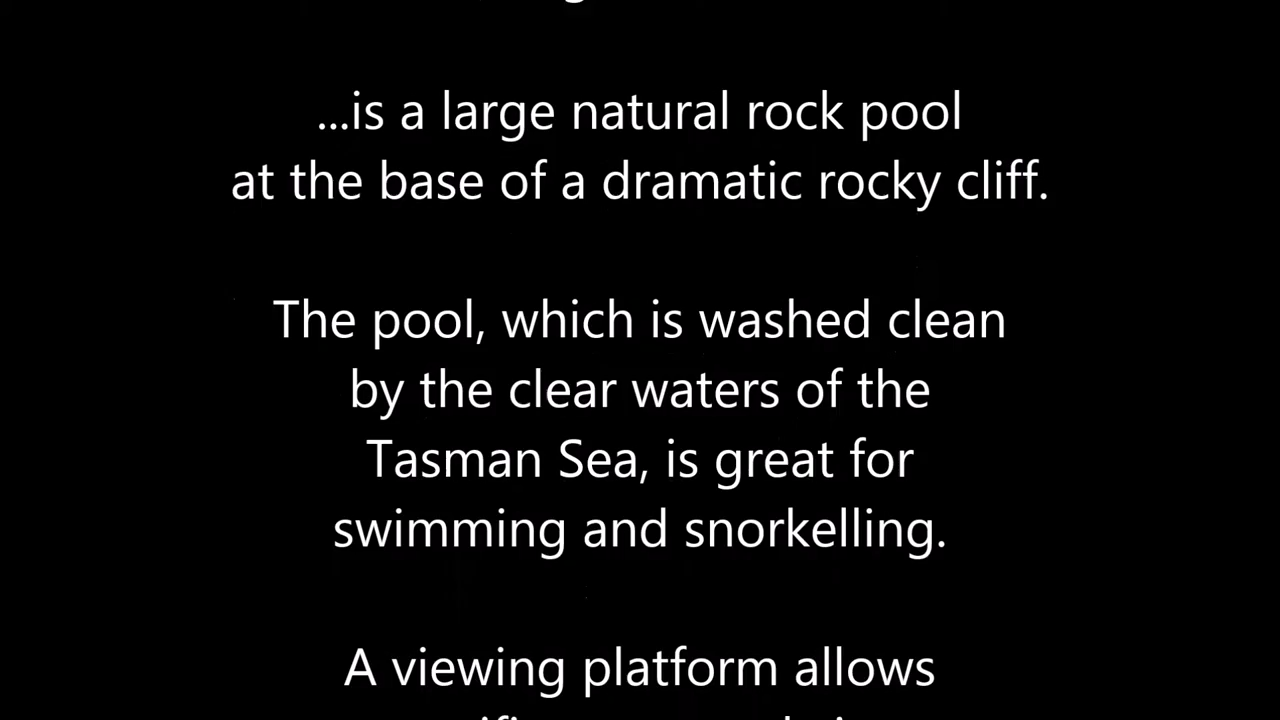 ...is a large natural rock pool
at the base of a dramatic rocky cliff.
The pool, which is washed clean
by the clear waters of the
Tasman Sea, is great for
swimming and snorkelling.
A viewing platform allows